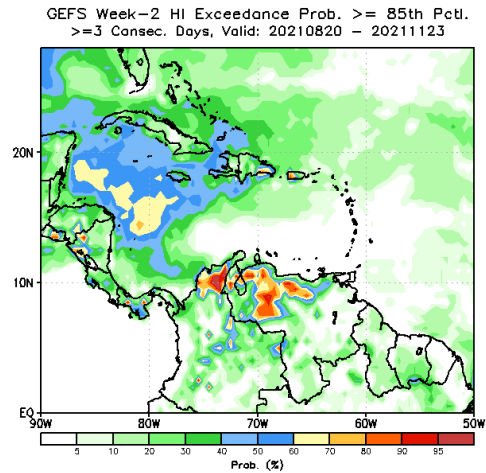 GEFS Week-2 HI Exceedance Prob. >= 85th Pctl.
>=3 Consec. Days, Valid: 20210820 - 20211123
20N
10N
EQ
90W 80W 70W 60W 50W
5 10 20 30 40 50 60 70 80 90 95
Prob. (%)